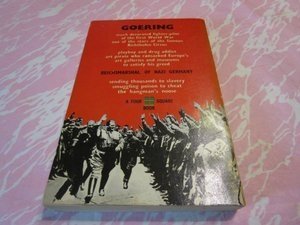 GOERING
much decorated fighter-pilot
of the first World War
one of the stars of the famous
Richthofen Circus
playboy and drug addict
art pirate who ransacked Europe's
art galleries and museums
to satisfy his greed
REICHSMARSHAL OF NAZI GERMANY
sending thousands to slavery
smuggling poison to cheat
the hangman's noose
A FOUR SQUARE
BOOK